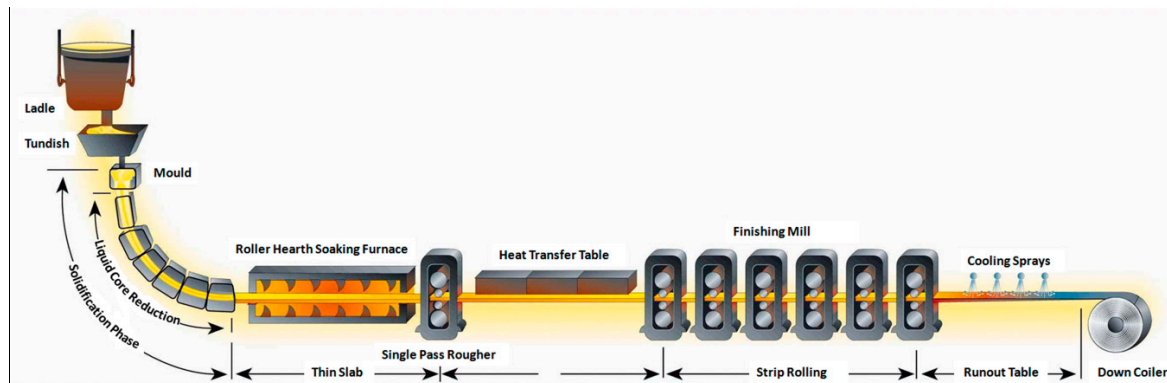 Ladle
Tundish
Mould
Liquid Core Reduction
Solidification Phase
Roller Hearth Soaking Furnace
Heat Transfer Table
Finishing Mill
Cooling Sprays
Single Pass Rougher
Thin Slab
Strip Rolling
Runout Table
Down Coiler